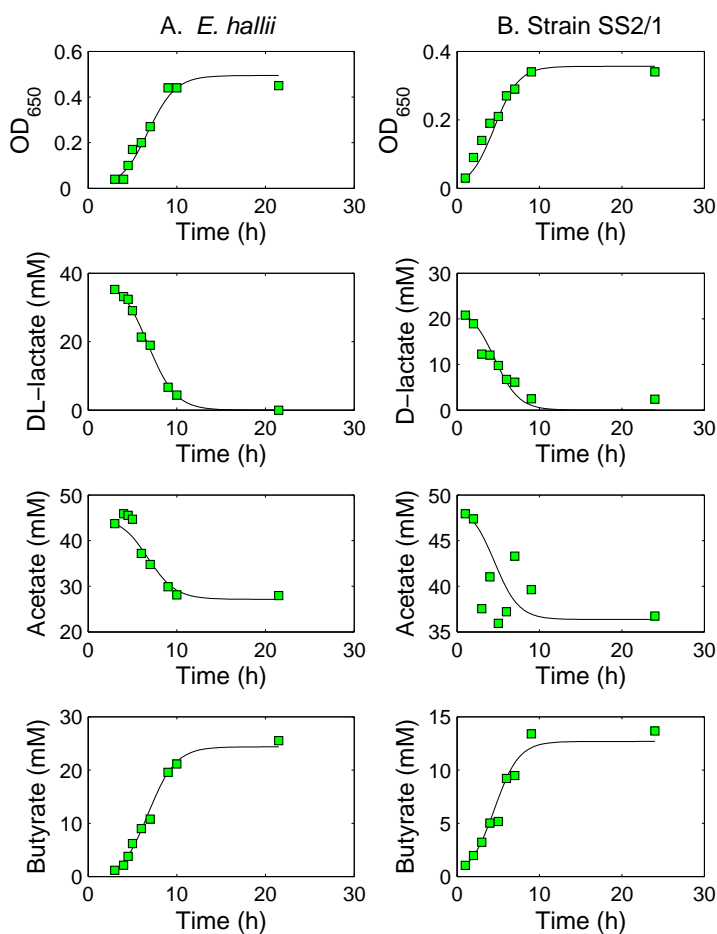 A. E. hallii
B. Strain SS2/1
0.6
0.4
0.2
0
OD650
0 10 20 30
Time (h)
0.4
0.2
0
OD650
0 10 20 30
Time (h)
40
20
0
DL−lactate (mM)
0 10 20 30
Time (h)
30
20
10
0
D−lactate (mM)
0 10 20 30
Time (h)
50
40
30
20
Acetate (mM)
0 10 20 30
Time (h)
50
45
40
35
Acetate (mM)
0 10 20 30
Time (h)
30
20
10
0
Butyrate (mM)
0 10 20 30
Time (h)
15
10
5
0
Butyrate (mM)
0 10 20 30
Time (h)